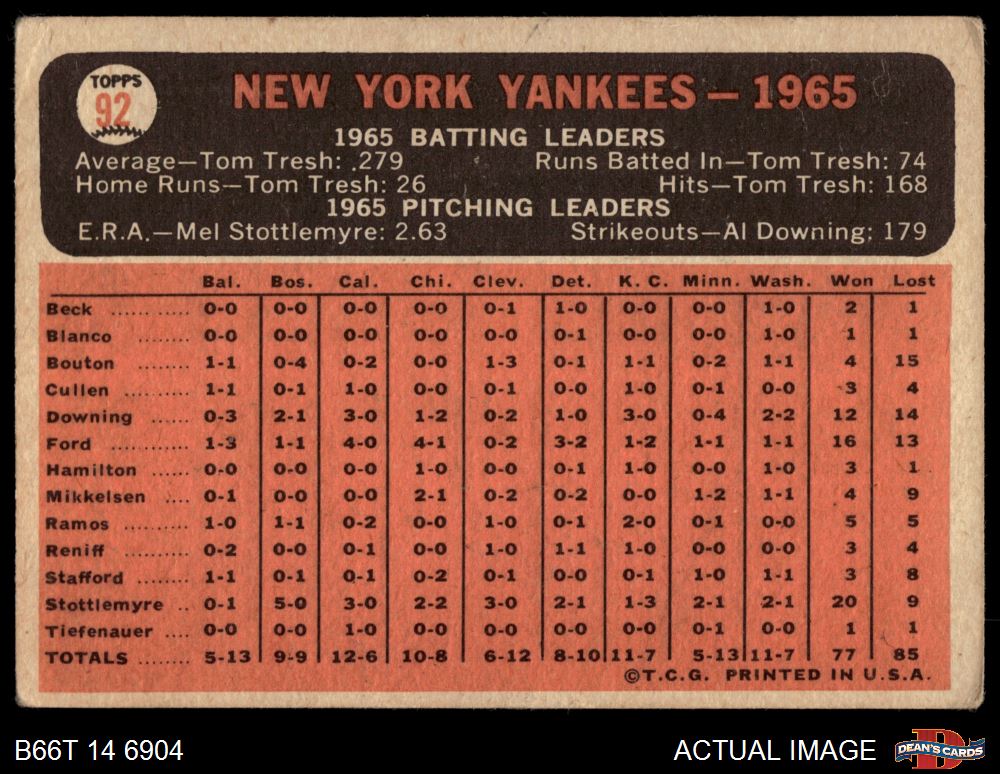 TOPPS
92
NEW YORK YANKEES — 1965
1965 BATTING LEADERS
Average—Tom Tresh: .279 Runs Batted In—Tom Tresh: 74
Home Runs—Tom Tresh: 26 Hits—Tom Tresh: 168
1965 PITCHING LEADERS
E.R.A.—Mel Stottlemyre: 2.63 Strikeouts—Al Downing: 179
Bal. Bos. Cal. Chi. Clev. Det. K. C. Minn. Wash. Won Lost
Beck ...... ........... 0-0 0-0 0-0 0-0 0-1 1-0 0-0 0-0 1-0 2 1
Blanco ........ 0-0 0-0 0-0 0-0 0-0 0-1 0-0 0-0 1-0 1 1
Bouton ........ 1-1 0-4 0-2 0-0 1-3 0-1 1-1 0-2 1-1 4 15
Cullen ........ 1-1 0-1 1-0 0-0 0-1 0-1 1-0 0-1 0-0 3 4
Downing ...... 0-3 2-1 3-0 1-2 0-2 1-0 3-0 0-4 2-2 12 14
Ford ........... 1-3 1-1 4-0 4-1 0-2 3-2 1-2 1-1 1-1 16 13
Hamilton ...... 0-0 0-0 0-0 1-0 0-0 0-1 1-0 0-0 1-0 3 1
Mikkelsen .... 0-1 0-0 0-0 2-1 0-2 0-2 0-0 1-2 1-1 4 9
Ramos ......... 1-0 1-1 0-2 0-0 1-0 0-1 2-0 0-1 0-0 5 5
Reniff ......... 0-2 0-0 0-1 0-0 1-0 1-1 1-0 0-0 0-0 3 4
Stafford ........ 1-1 0-1 0-1 0-2 0-1 0-0 0-1 1-0 1-1 3 8
Stottlemyre .. 0-1 5-0 3-0 2-2 3-0 2-1 1-3 2-1 2-1 20 9
Tiefenauer .... 0-0 0-0 1-0 0-0 0-0 0-0 0-0 0-1 0-0 1 1
TOTALS ........ 5-13 9-9 12-6 10-8 6-12 8-10 11-7 5-13 11-7 77 85
©T.C.G. PRINTED IN U.S.A.
B66T 14 6904 ACTUAL IMAGE DEAN'S CARDS